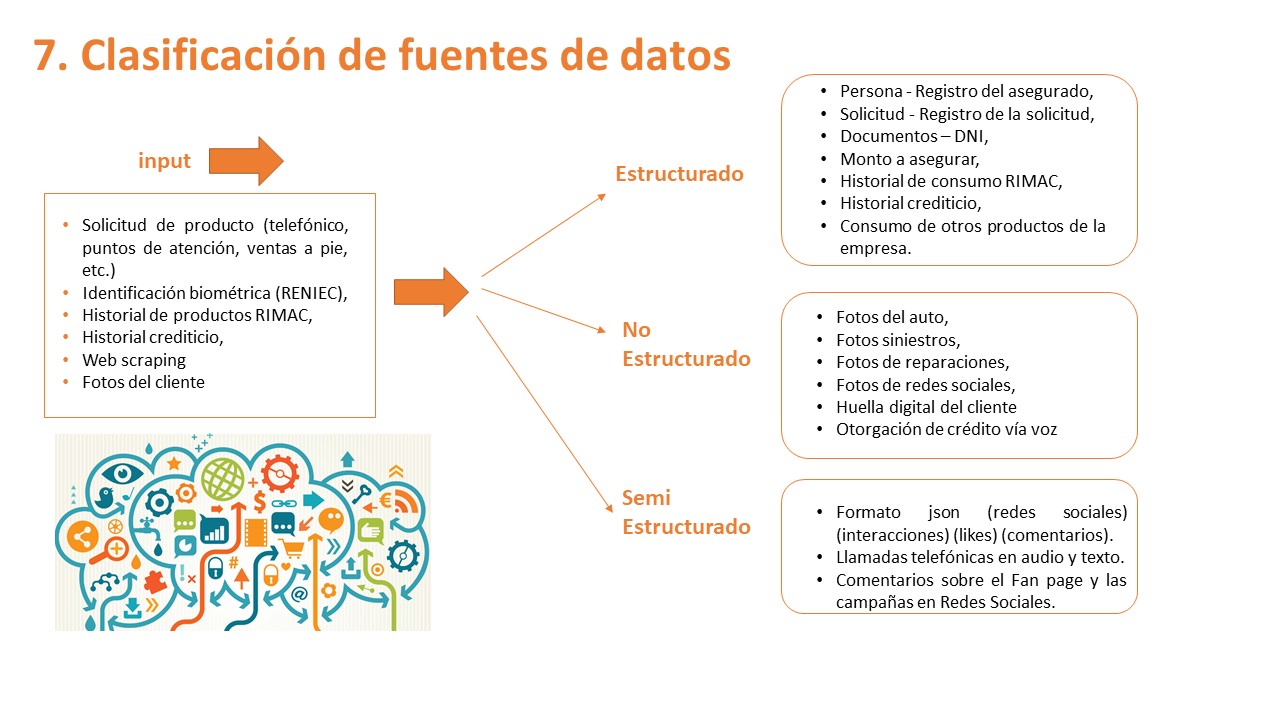 7. Clasificación de fuentes de datos
input
• Solicitud de producto (telefónico,
puntos de atención, ventas a pie,
etc.)
• Identificación biométrica (RENIEC),
• Historial de productos RIMAC,
• Historial crediticio,
• Web scraping
• Fotos del cliente
Estructurado
• Persona - Registro del asegurado,
• Solicitud - Registro de la solicitud,
• Documentos – DNI,
• Monto a asegurar,
• Historial de consumo RIMAC,
• Historial crediticio,
• Consumo de otros productos de la
empresa.
No
Estructurado
• Fotos del auto,
• Fotos siniestros,
• Fotos de reparaciones,
• Fotos de redes sociales,
• Huella digital del cliente
• Otorgación de crédito vía voz
Semi
Estructurado
• Formato json (redes sociales)
(interacciones) (likes) (comentarios).
• Llamadas telefónicas en audio y texto.
• Comentarios sobre el Fan page y las
campañas en Redes Sociales.